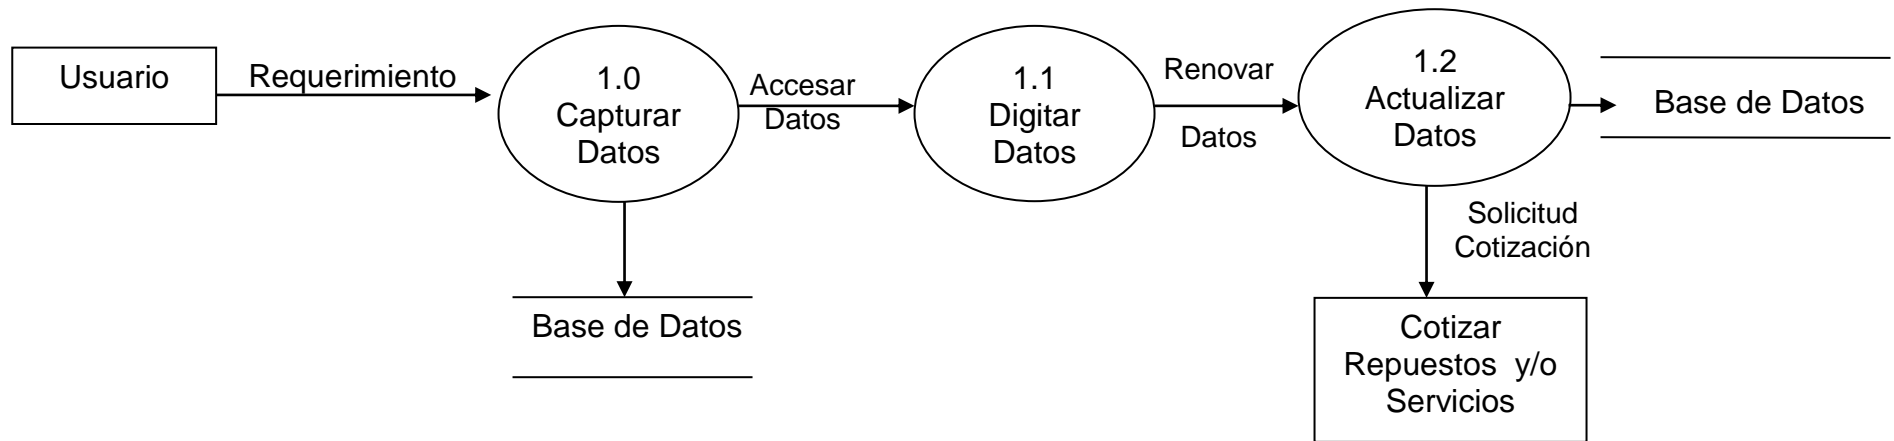 Usuario
Requerimiento
1.0
Capturar
Datos
Accesar
Datos
1.1
Digitar
Datos
Renovar
Datos
1.2
Actualizar
Datos
Base de Datos
Base de Datos
Solicitud
Cotización
Cotizar
Repuestos y/o
Servicios